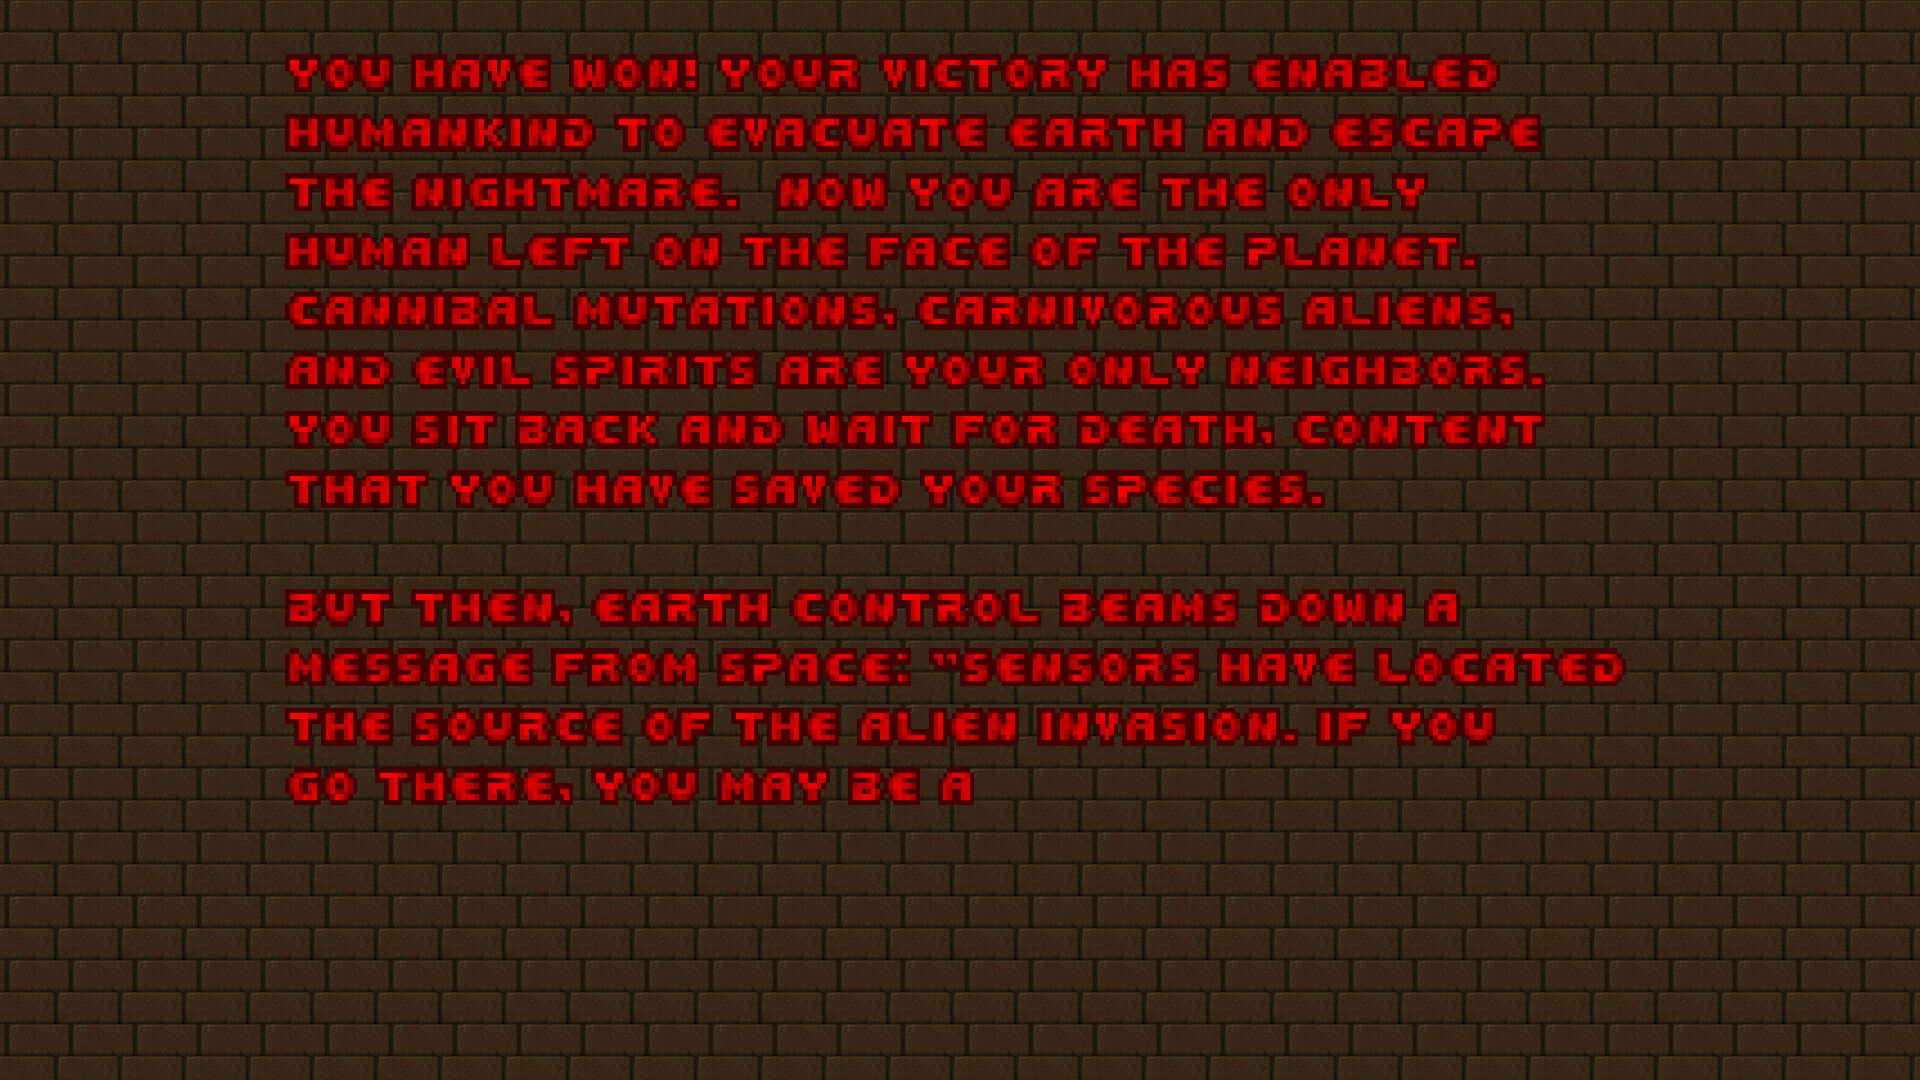 YOU HAVE WON! YOUR VICTORY HAS ENABLED
HUMANKIND TO EVACUATE EARTH AND ESCAPE
THE NIGHTMARE.  NOW YOU ARE THE ONLY
HUMAN LEFT ON THE FACE OF THE PLANET.
CANNIBAL MUTATIONS, CARNIVOROUS ALIENS,
AND EVIL SPIRITS ARE YOUR ONLY NEIGHBORS.
YOU SIT BACK AND WAIT FOR DEATH, CONTENT
THAT YOU HAVE SAVED YOUR SPECIES.

BUT THEN, EARTH CONTROL BEAMS DOWN A
MESSAGE FROM SPACE: "SENSORS HAVE LOCATED
THE SOURCE OF THE ALIEN INVASION. IF YOU
GO THERE, YOU MAY BE A